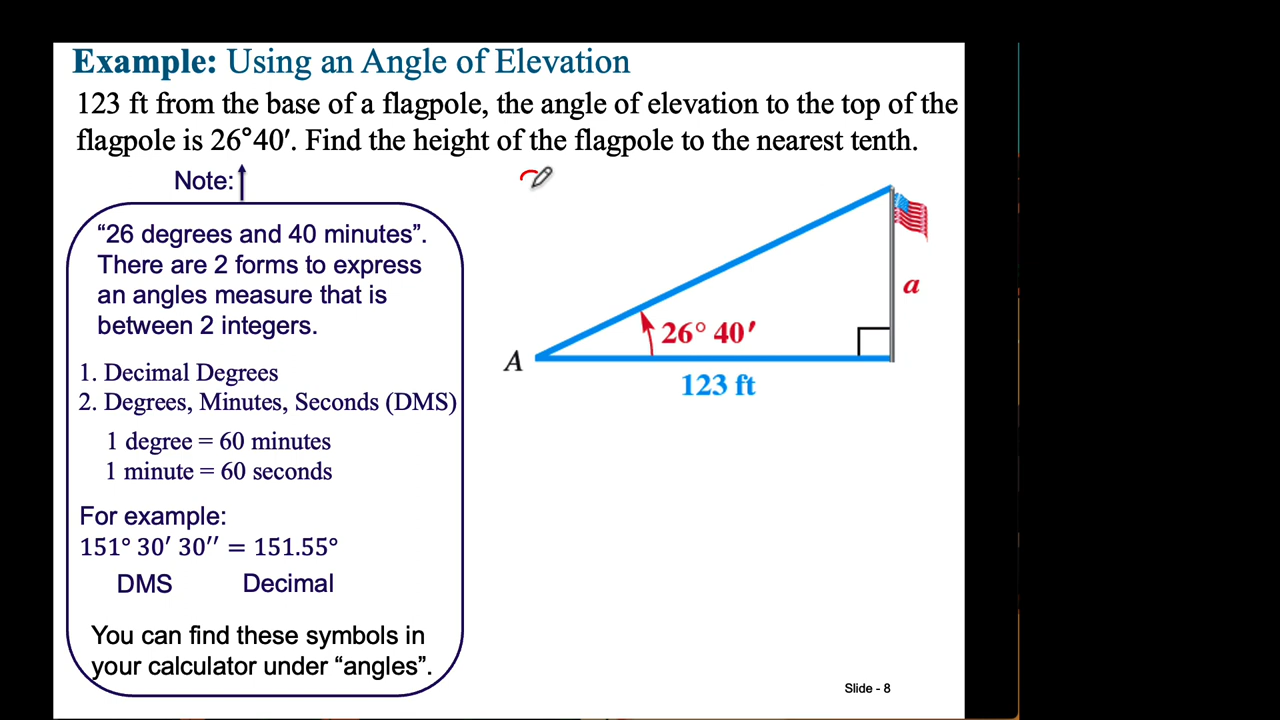 Example: Using an Angle of Elevation
123 ft from the base of a flagpole, the angle of elevation to the top of the
flagpole is 26°40′. Find the height of the flagpole to the nearest tenth.
Note:
“26 degrees and 40 minutes”.
There are 2 forms to express
an angles measure that is
between 2 integers.
1. Decimal Degrees
2. Degrees, Minutes, Seconds (DMS)
1 degree = 60 minutes
1 minute = 60 seconds
For example:
151° 30′ 30′′ = 151.55°
DMS Decimal
You can find these symbols in
your calculator under “angles”.
a
26° 40′
A
123 ft
Slide - 8